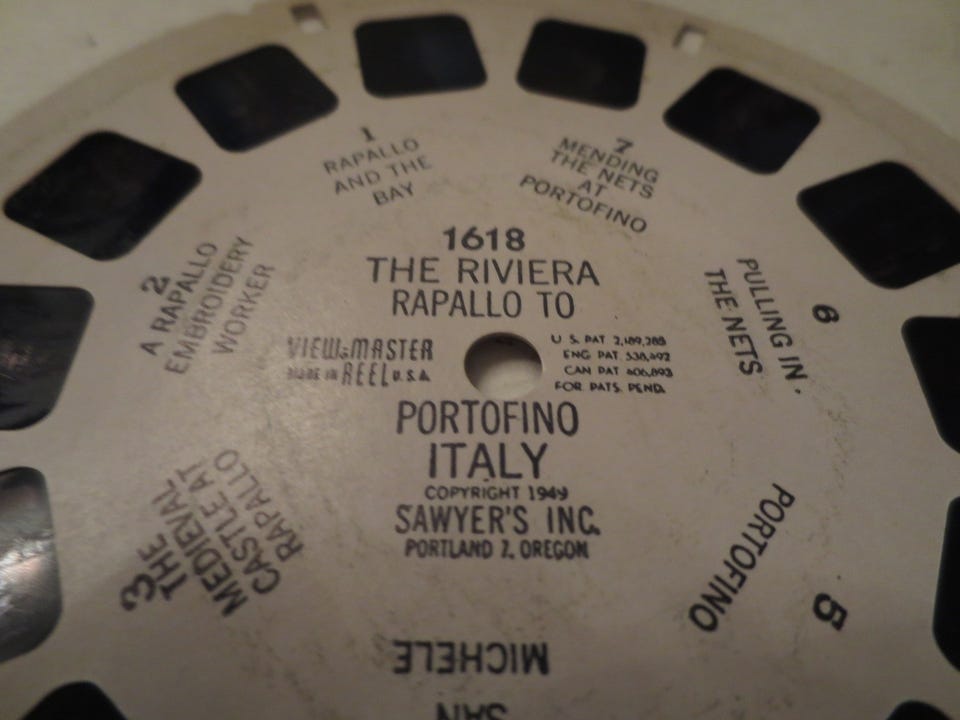 1618
THE RIVIERA
RAPALLO TO
VIEW-MASTER
MADE IN REEL U.S.A.
U.S. PAT 2,189,285
ENG PAT 538,492
CAN PAT 406,893
FOR PATS. PEND.
PORTOFINO
ITALY
COPYRIGHT 1949
SAWYER'S INC.
PORTLAND 7, OREGON
1
RAPALLO
AND THE
BAY
2
A RAPALLO
EMBROIDERY
WORKER
3
THE
MEDIEVAL
CASTLE AT
RAPALLO
SAN
MICHELE
5
PORTOFINO
6
PULLING IN
THE NETS
7
MENDING
THE NETS
AT
PORTOFINO